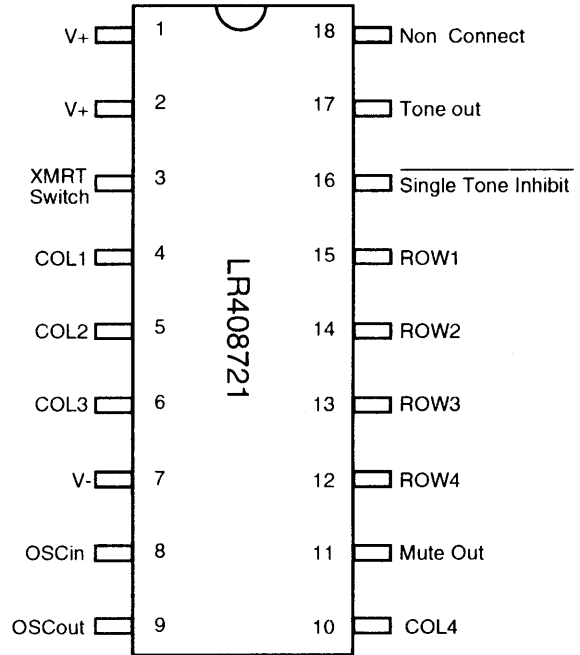 V+ 1 18 Non Connect
V+ 2 17 Tone out
XMRT Switch 3 16 Single Tone Inhibit
COL1 4 15 ROW1
COL2 5 14 ROW2
COL3 6 13 ROW3
V- 7 12 ROW4
OSCin 8 11 Mute Out
OSCout 9 10 COL4
LR408721